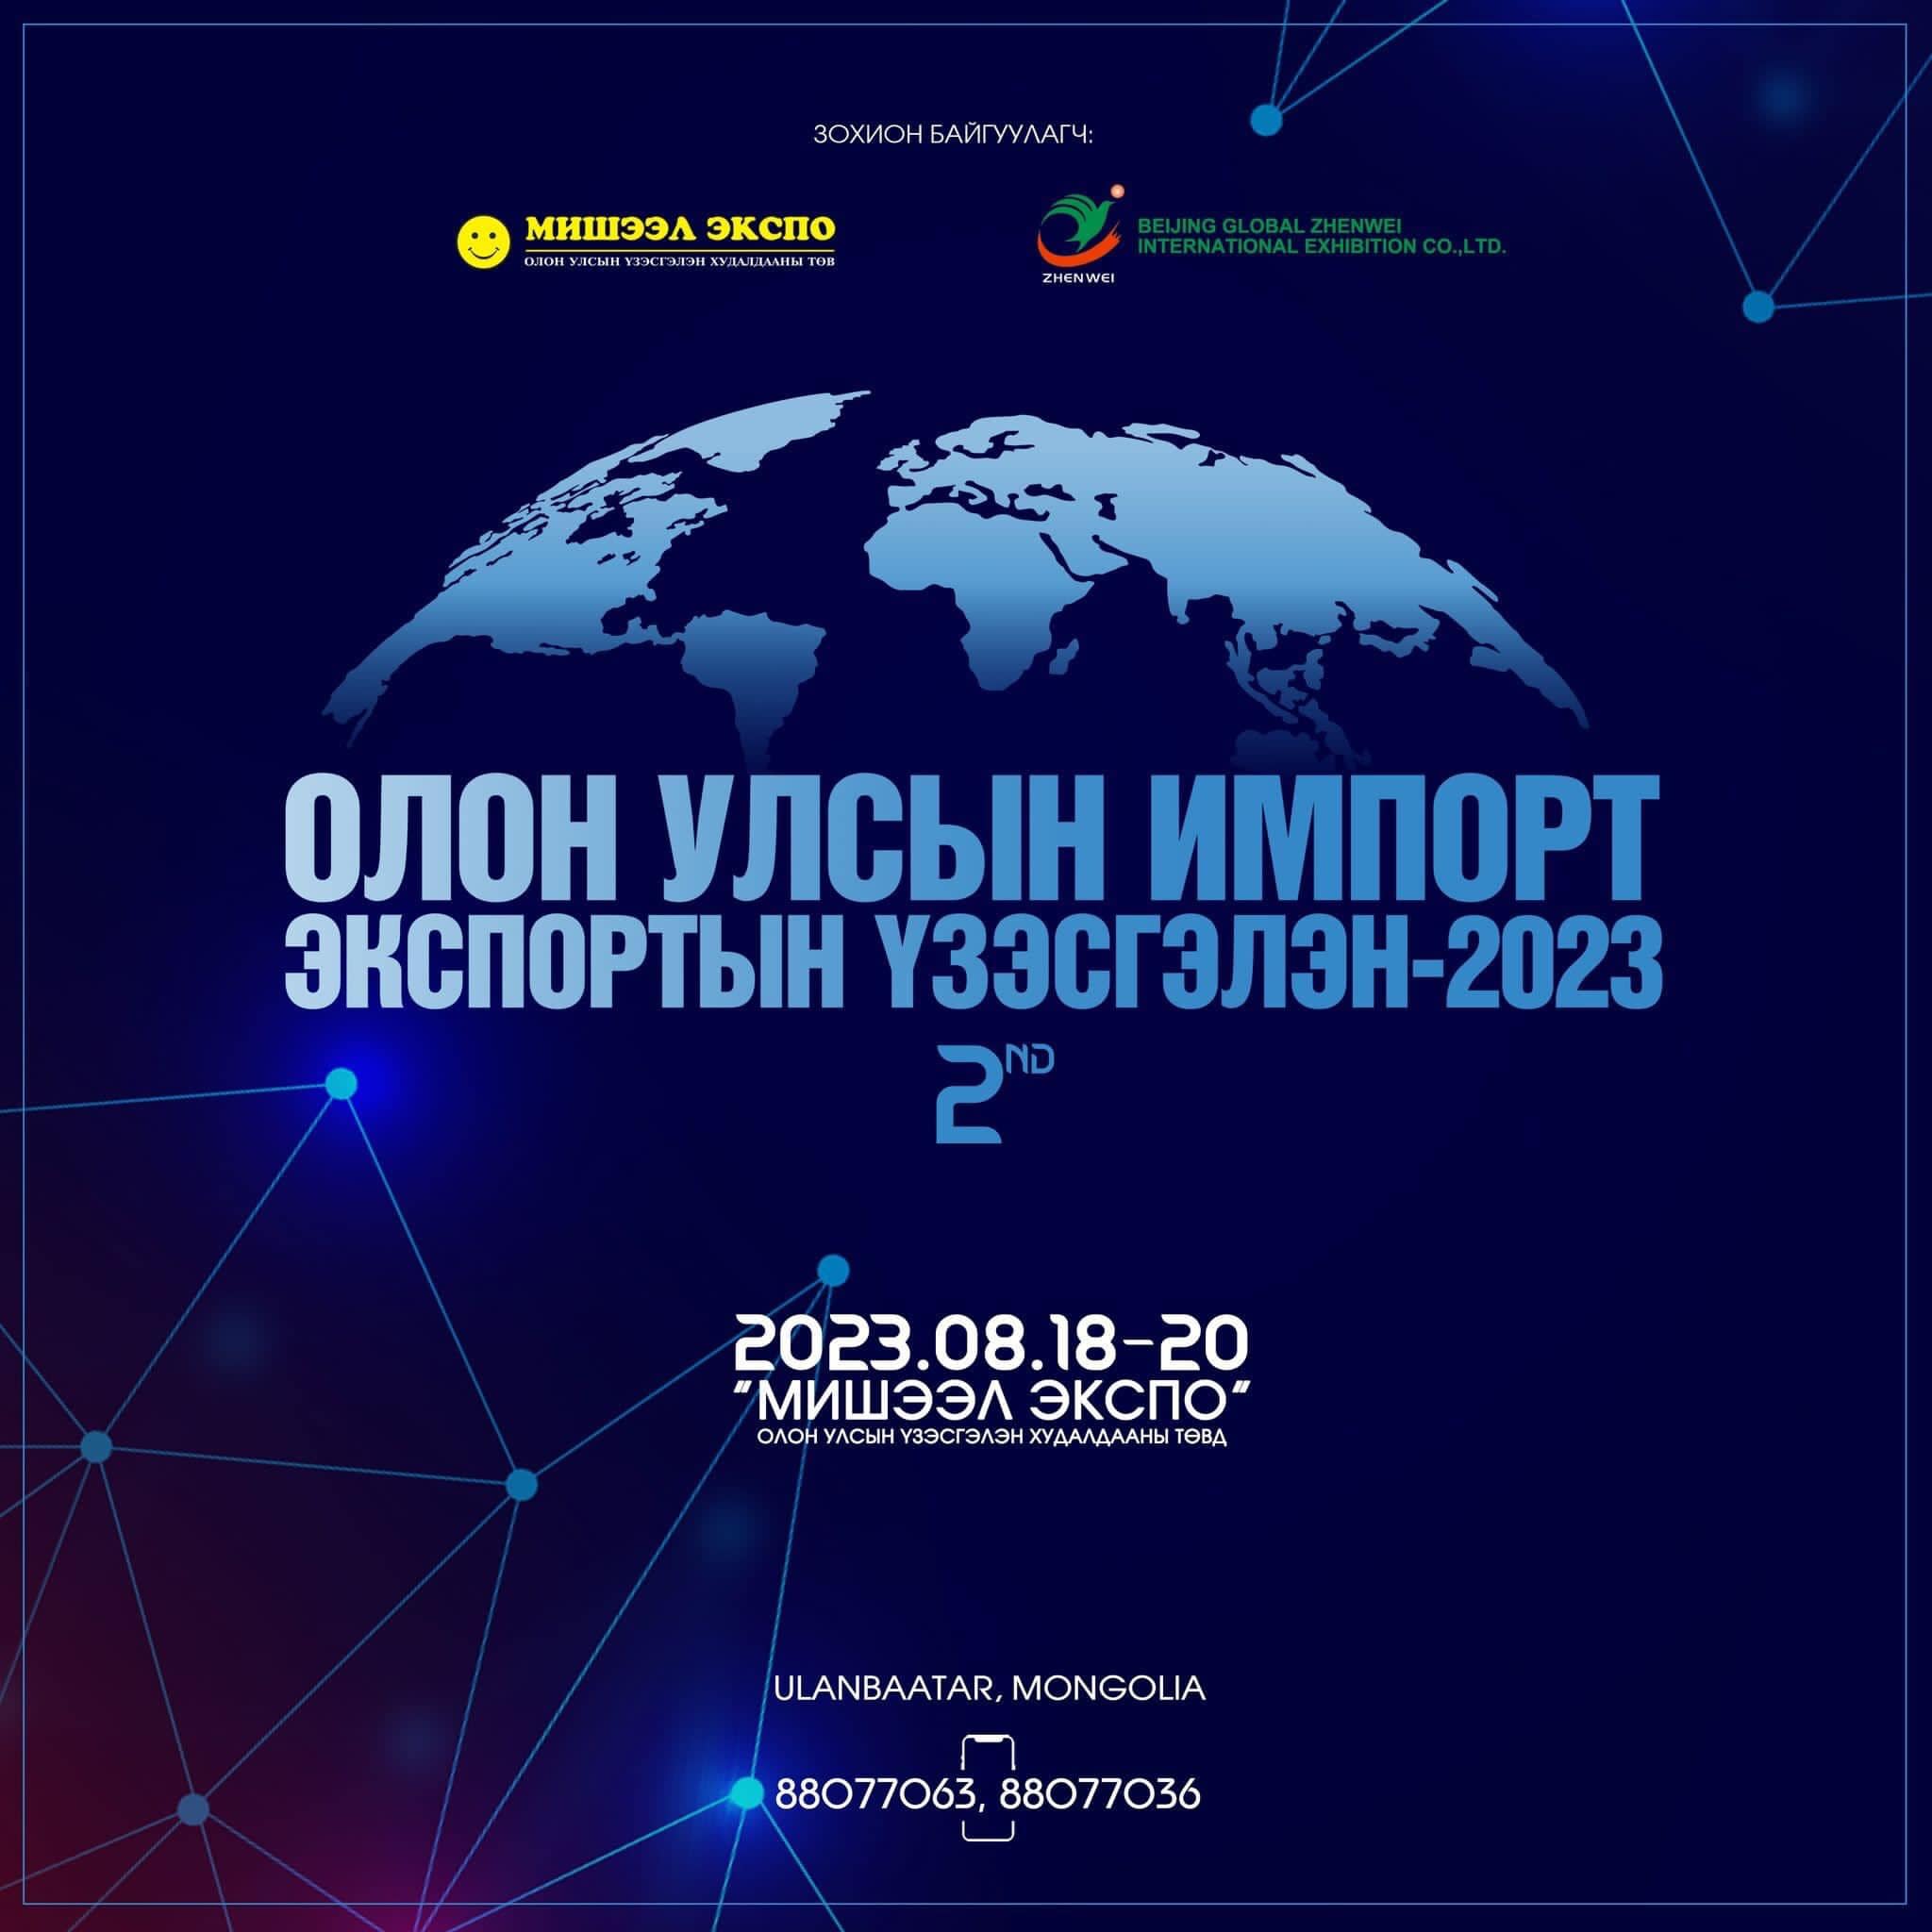 ЗОХИОН БАЙГУУЛАГЧ:
МИШЭЭЛ ЭКСПО
ОЛОН УЛСЫН ҮЗЭСГЭЛЭН ХУДАЛДААНЫ ТӨВ
ZHENWEI
BEIJING GLOBAL ZHENWEI
INTERNATIONAL EXHIBITION CO.,LTD.
ОЛОН УЛСЫН ИМПОРТ
ЭКСПОРТЫН ҮЗЭСГЭЛЭН-2023
2ND
2023.08.18-20
"МИШЭЭЛ ЭКСПО"
ОЛОН УЛСЫН ҮЗЭСГЭЛЭН ХУДАЛДААНЫ ТӨВД
ULANBAATAR, MONGOLIA
88077063, 88077036